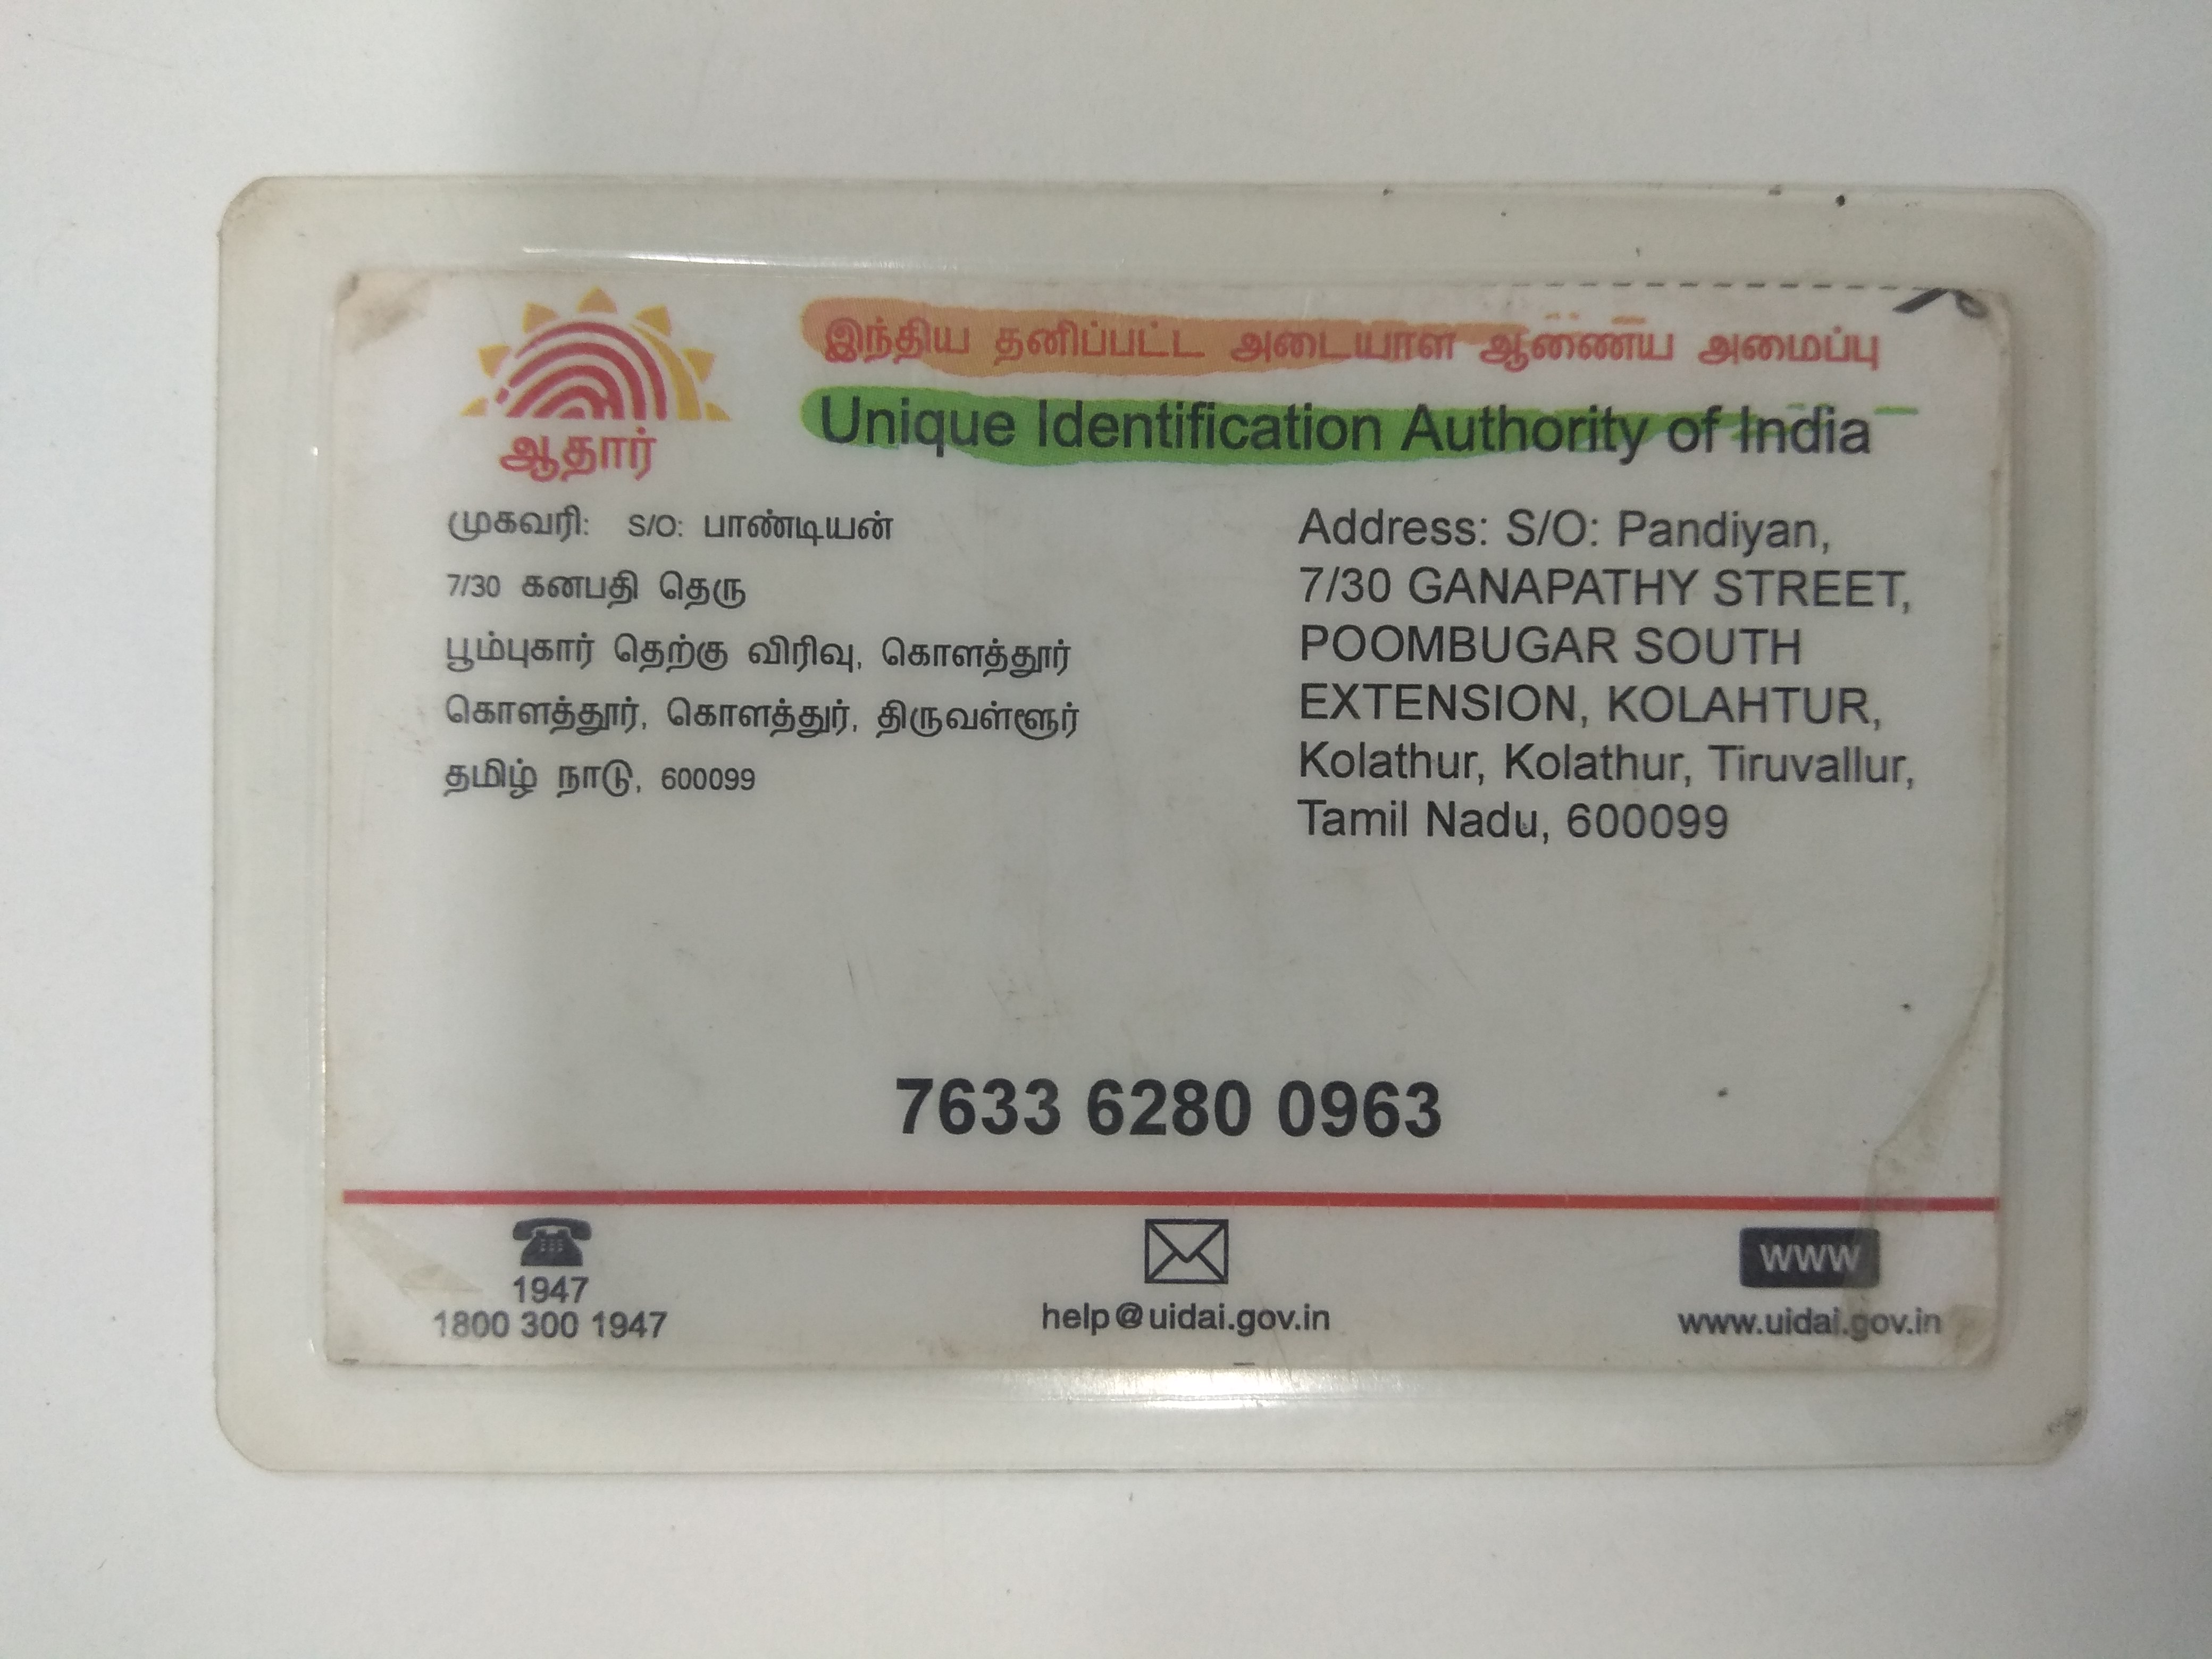 இந்திய தனிப்பட்ட அடையாள ஆணைய அமைப்பு
Unique Identification Authority of India
ஆதார்
முகவரி: S/O: பாண்டியன்
7/30 கனபதி தெரு
பூம்புகார் தெற்கு விரிவு, கொளத்தூர்
கொளத்தூர், கொளத்துர், திருவள்ளூர்
தமிழ் நாடு, 600099
Address: S/O: Pandiyan,
7/30 GANAPATHY STREET,
POOMBUGAR SOUTH
EXTENSION, KOLAHTUR,
Kolathur, Kolathur, Tiruvallur,
Tamil Nadu, 600099
7633 6280 0963
1947
1800 300 1947
help@uidai.gov.in
WWW
www.uidai.gov.in